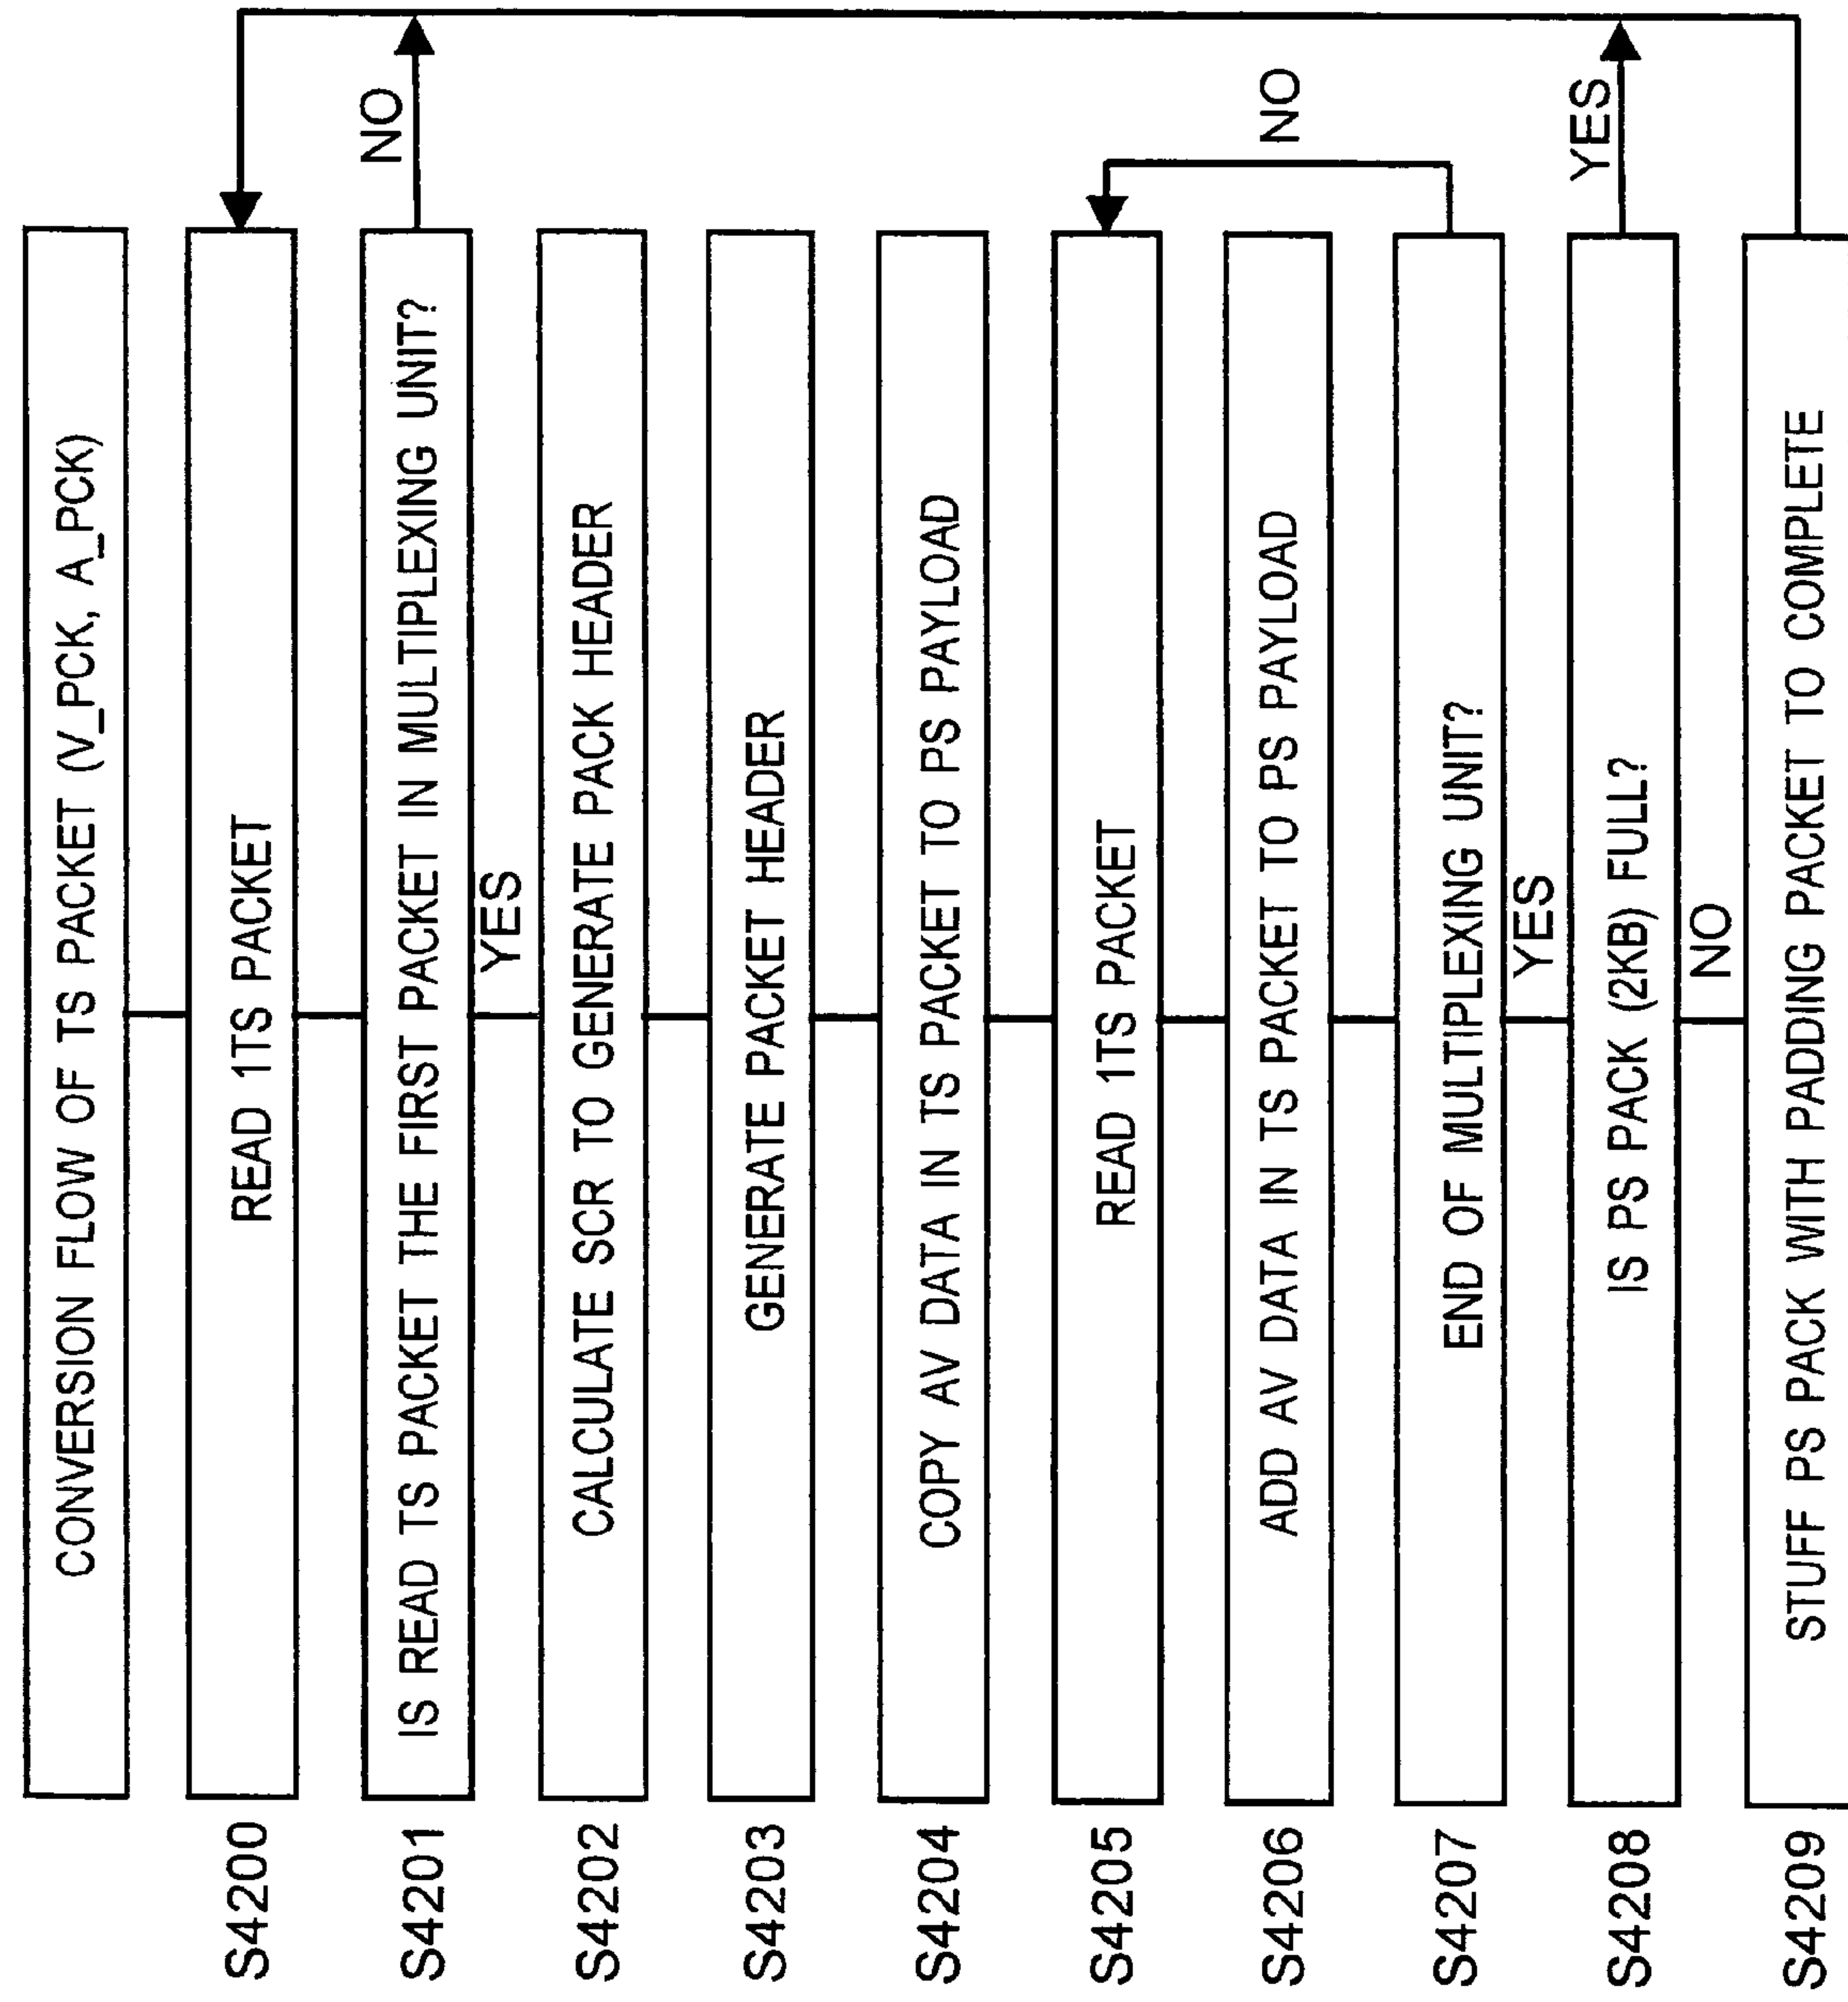 CONVERSION FLOW OF TS PACKET (V_PCK, A_PCK)
S4200
READ 1TS PACKET
S4201
IS READ TS PACKET THE FIRST PACKET IN MULTIPLEXING UNIT?
NO
YES
S4202
CALCULATE SCR TO GENERATE PACK HEADER
S4203
GENERATE PACKET HEADER
S4204
COPY AV DATA IN TS PACKET TO PS PAYLOAD
S4205
READ 1TS PACKET
S4206
ADD AV DATA IN TS PACKET TO PS PAYLOAD
NO
S4207
END OF MULTIPLEXING UNIT?
YES
S4208
IS PS PACK (2KB) FULL?
YES
NO
S4209
STUFF PS PACK WITH PADDING PACKET TO COMPLETE